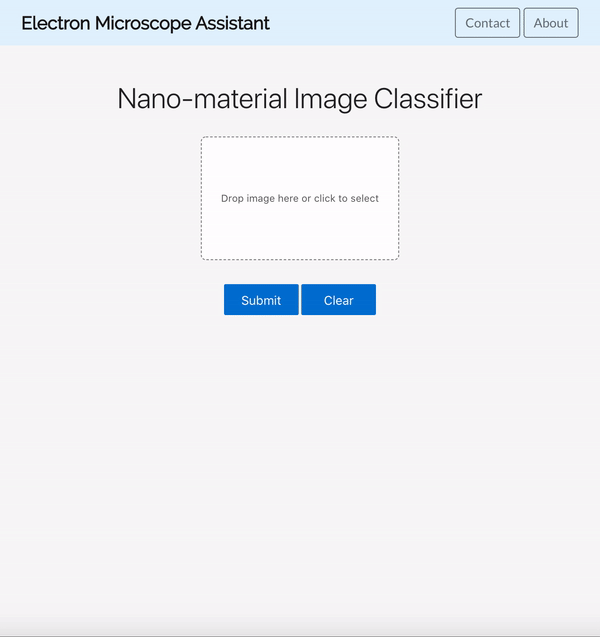 Electron Microscope Assistant
Contact
About
Nano-material Image Classifier
Drop image here or click to select
Submit
Clear